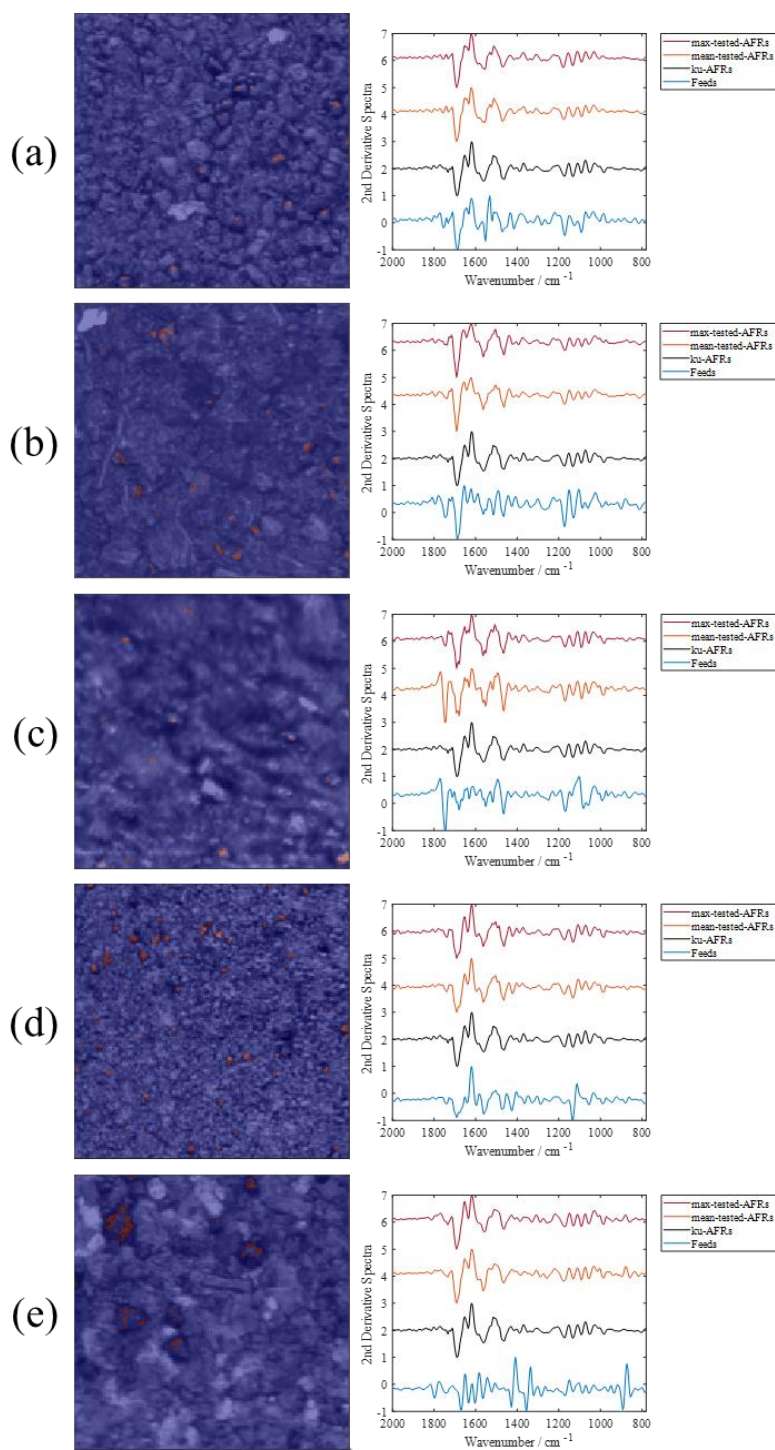 (a)
2nd Derivative Spectra
7
6
5
4
3
2
1
0
-1
2000 1800 1600 1400 1200 1000 800
Wavenumber / cm -1
max-tested-AFRs
mean-tested-AFRs
ku-AFRs
Feeds
(b)
2nd Derivative Spectra
7
6
5
4
3
2
1
0
-1
2000 1800 1600 1400 1200 1000 800
Wavenumber / cm -1
max-tested-AFRs
mean-tested-AFRs
ku-AFRs
Feeds
(c)
2nd Derivative Spectra
7
6
5
4
3
2
1
0
-1
2000 1800 1600 1400 1200 1000 800
Wavenumber / cm -1
max-tested-AFRs
mean-tested-AFRs
ku-AFRs
Feeds
(d)
2nd Derivative Spectra
7
6
5
4
3
2
1
0
-1
2000 1800 1600 1400 1200 1000 800
Wavenumber / cm -1
max-tested-AFRs
mean-tested-AFRs
ku-AFRs
Feeds
(e)
2nd Derivative Spectra
7
6
5
4
3
2
1
0
-1
2000 1800 1600 1400 1200 1000 800
Wavenumber / cm -1
max-tested-AFRs
mean-tested-AFRs
ku-AFRs
Feeds